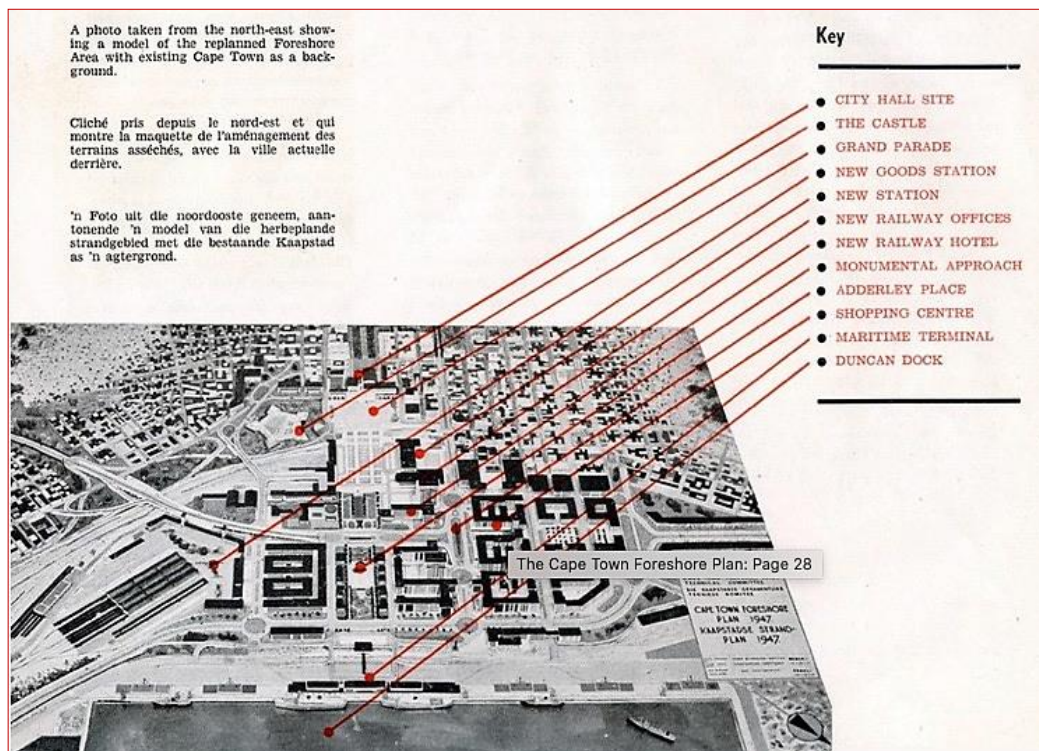 A photo taken from the north-east show-
ing a model of the replanned Foreshore
Area with existing Cape Town as a back-
ground.
Cliché pris depuis le nord-est et qui
montre la maquette de l'aménagement des
terrains asséchés, avec la ville actuelle
derrière.
'n Foto uit die noordooste geneem, aan-
tonende 'n model van die herbeplande
strandgebied met die bestaande Kaapstad
as 'n agtergrond.
Key
CITY HALL SITE
THE CASTLE
GRAND PARADE
NEW GOODS STATION
NEW STATION
NEW RAILWAY OFFICES
NEW RAILWAY HOTEL
MONUMENTAL APPROACH
ADDERLEY PLACE
SHOPPING CENTRE
MARITIME TERMINAL
DUNCAN DOCK
The Cape Town Foreshore Plan: Page 28
TECHNICAL COMMITTEE
CAPE TOWN FORESHORE
PLAN 1947
KAAPSTADSE STRAND-
PLAN 1947